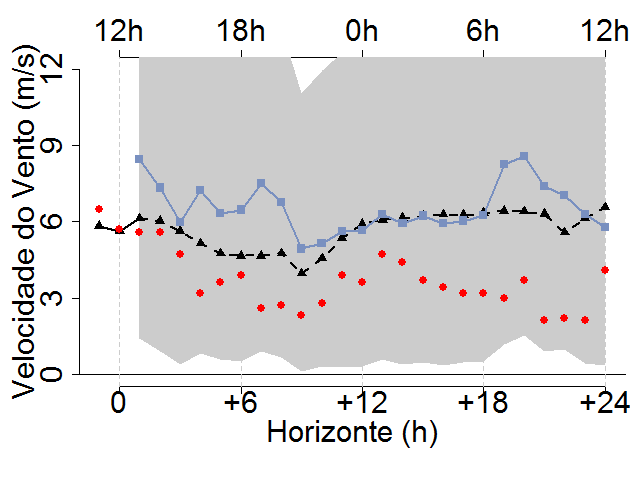 12h 18h 0h 6h 12h
Velocidade do Vento (m/s)
12
9
6
3
0
0 +6 +12 +18 +24
Horizonte (h)